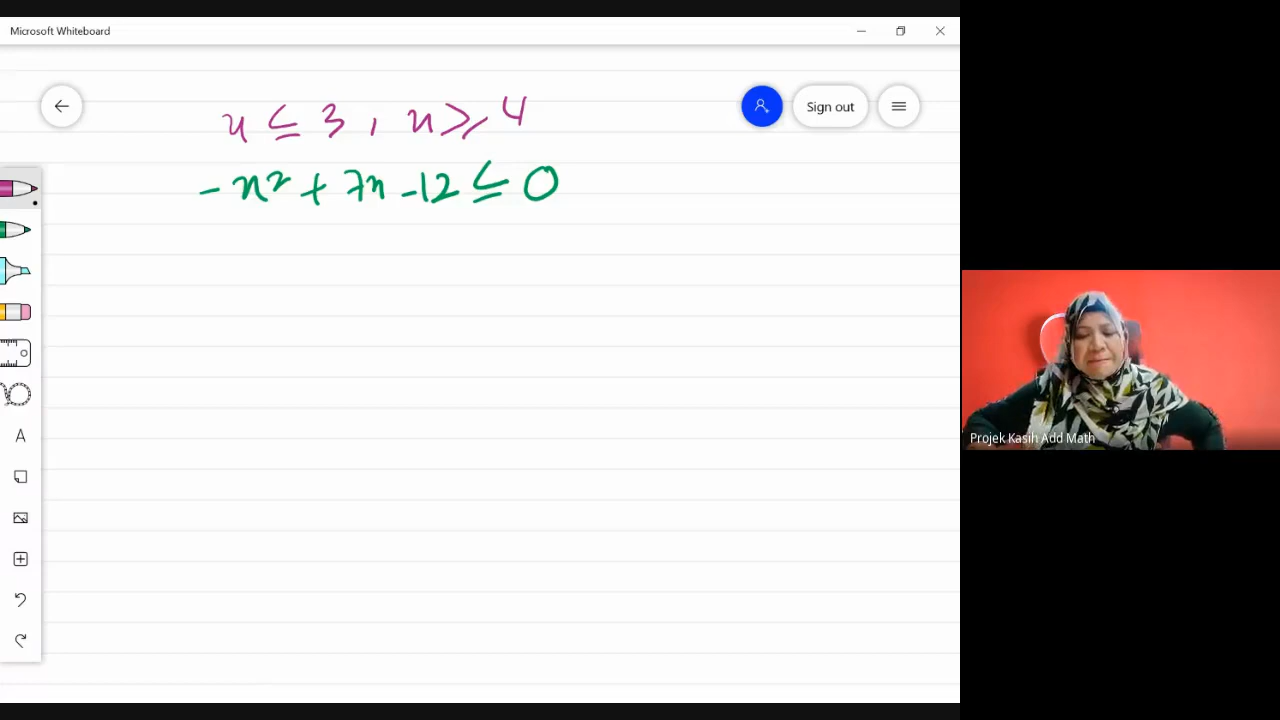 Microsoft Whiteboard
Sign out
x ≤ 3 , x ≥ 4
-x² + 7x -12 ≤ 0
A
Projek Kasih Add Math